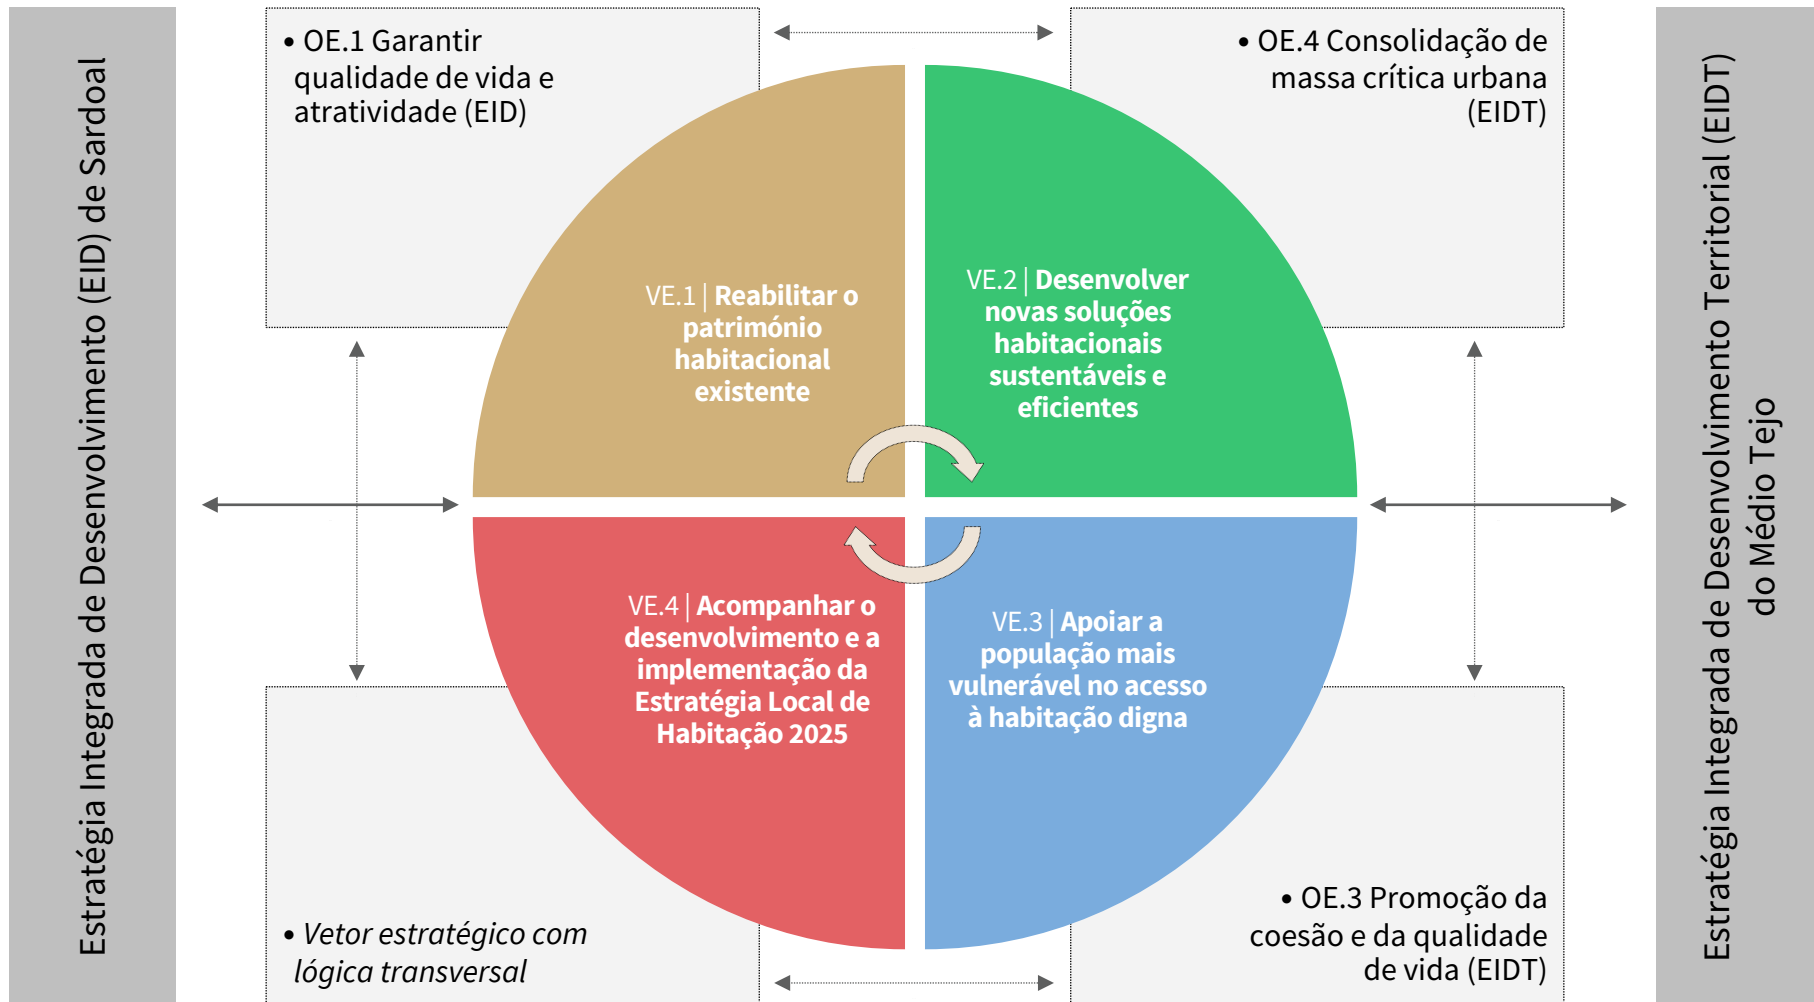 Estratégia Integrada de Desenvolvimento (EID) de Sardoal
• OE.1 Garantir
qualidade de vida e
atratividade (EID)
• OE.4 Consolidação de
massa crítica urbana
(EIDT)
VE.1 | Reabilitar o
património
habitacional
existente
VE.2 | Desenvolver
novas soluções
habitacionais
sustentáveis e
eficientes
VE.4 | Acompanhar o
desenvolvimento e a
implementação da
Estratégia Local de
Habitação 2025
VE.3 | Apoiar a
população mais
vulnerável no acesso
à habitação digna
• Vetor estratégico com
lógica transversal
• OE.3 Promoção da
coesão e da qualidade
de vida (EIDT)
Estratégia Integrada de Desenvolvimento Territorial (EIDT)
do Médio Tejo